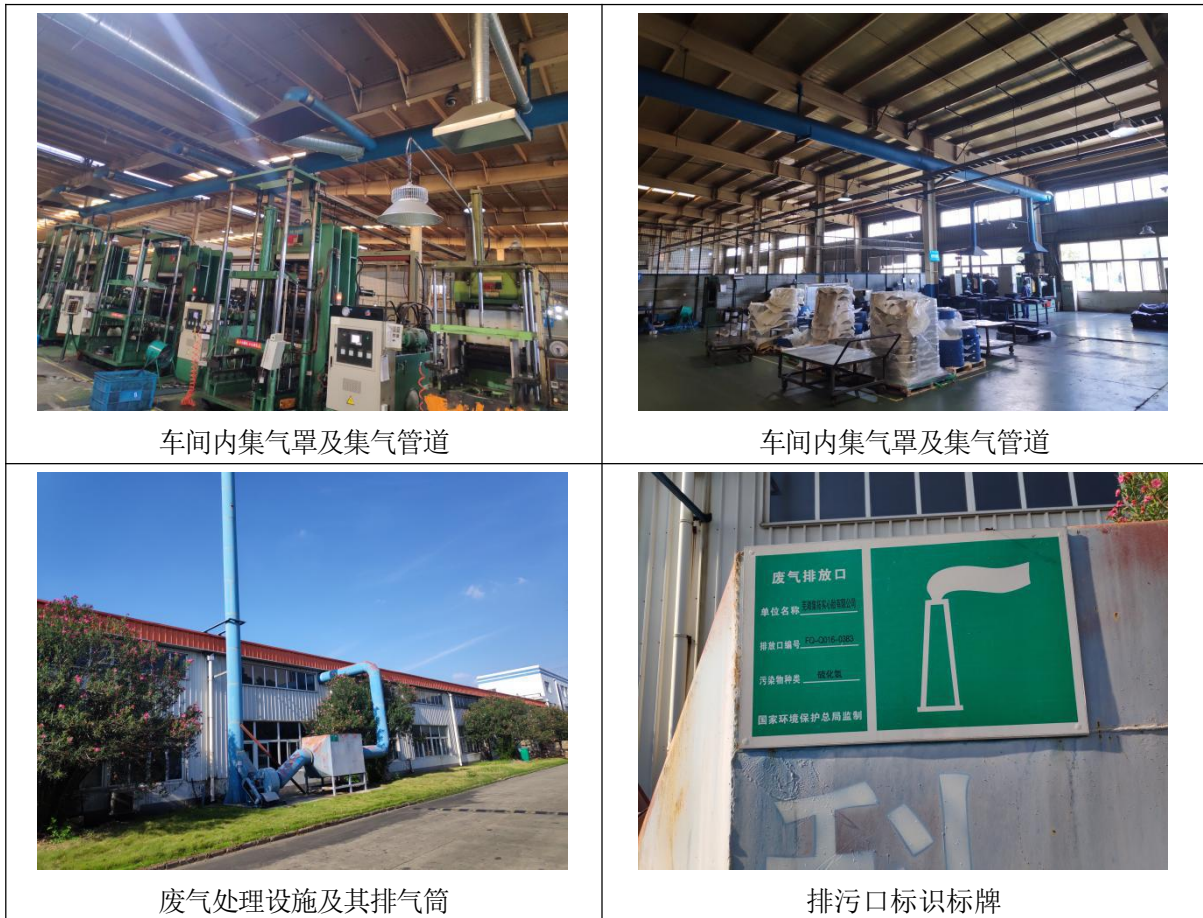 车间内集气罩及集气管道
车间内集气罩及集气管道
废气排放口
单位名称
排放口编号
污染物种类 硫化氢
国家环境保护总局监制
废气处理设施及其排气筒
排污口标识标牌